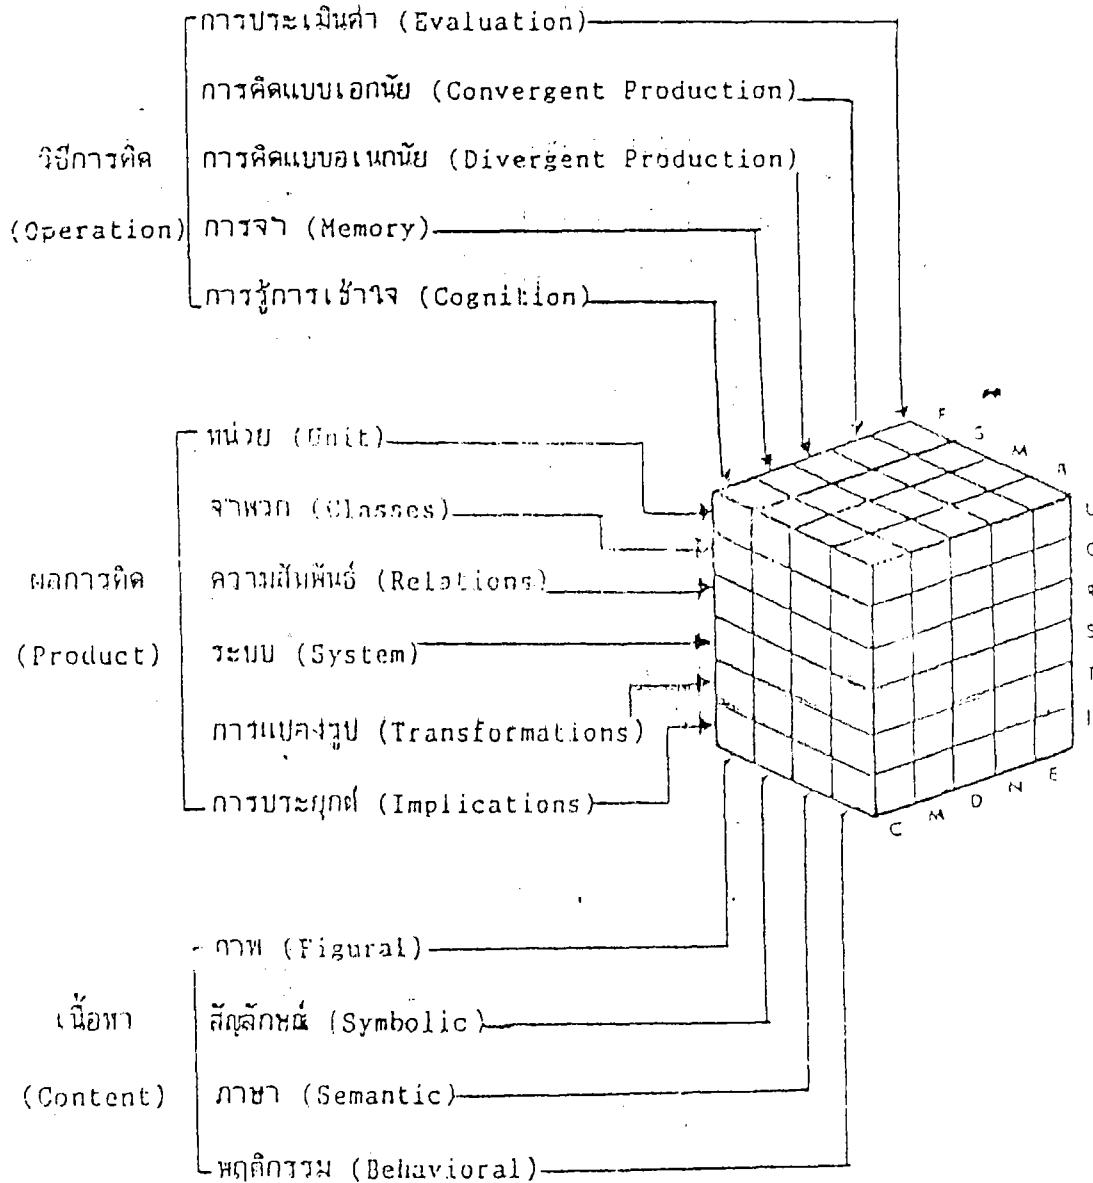 การประเมินค่า (Evaluation)
การคิดแบบเอกนัย (Convergent Production)
วิธีการคิด
การคิดแบบอเนกนัย (Divergent Production)
(Operation)
การจำ (Memory)
การรู้การเข้าใจ (Cognition)
หน่วย (Unit)
จำพวก (Classes)
ผลการคิด
ความสัมพันธ์ (Relations)
(Product)
ระบบ (System)
การแปลงรูป (Transformations)
การประยุกต์ (Implications)
F
S
M
U
S
I
C M D N E
ภาพ (Figural)
เนื้อหา
สัญลักษณ์ (Symbolic)
(Content)
ภาษา (Semantic)
พฤติกรรม (Behavioral)